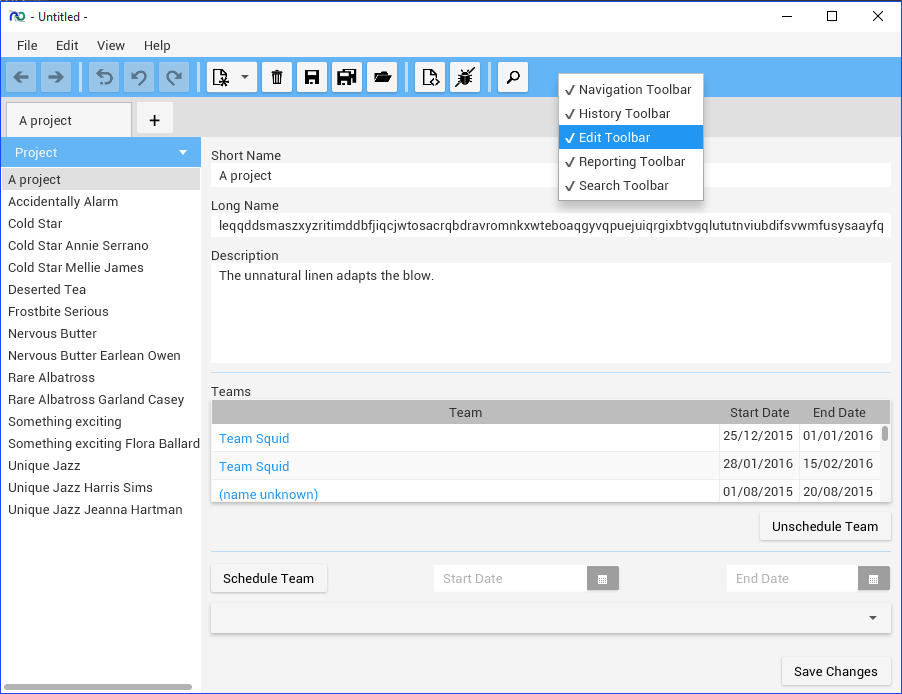 - Untitled -
File Edit View Help
A project +
Navigation Toolbar
History Toolbar
Edit Toolbar
Reporting Toolbar
Search Toolbar
Project
A project
Accidentally Alarm
Cold Star
Cold Star Annie Serrano
Cold Star Mellie James
Deserted Tea
Frostbite Serious
Nervous Butter
Nervous Butter Earlean Owen
Rare Albatross
Rare Albatross Garland Casey
Something exciting
Something exciting Flora Ballard
Unique Jazz
Unique Jazz Harris Sims
Unique Jazz Jeanna Hartman
Short Name
A project
Long Name
leqqddsmaszxyzritimddbfjiqcjwtosacrqbdravromnkxwteboaqgyvqpuejuiqrgixbtvgqlututnviubdifsvwmfusysaayfq
Description
The unnatural linen adapts the blow.
Teams
Team Start Date End Date
Team Squid 25/12/2015 01/01/2016
Team Squid 28/01/2016 15/02/2016
(name unknown) 01/08/2015 20/08/2015
Unschedule Team
Schedule Team Start Date End Date
Save Changes